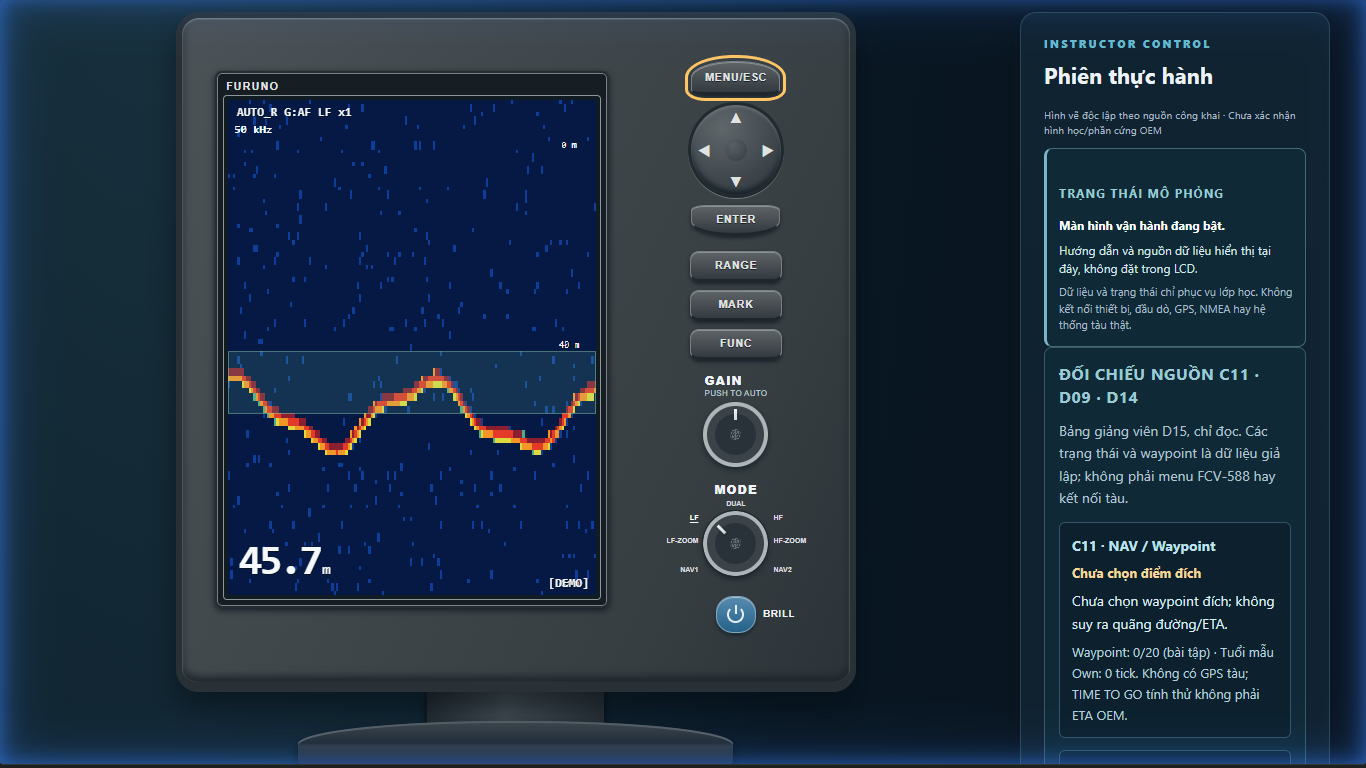 FURUNO
AUTO_R G:AF LF x1
50 kHz
0 m
40 m
45.7m
[DEMO]
MENU/ESC
ENTER
RANGE
MARK
FUNC
GAIN
PUSH TO AUTO
MODE
DUAL
LF
HF
LF-ZOOM
HF-ZOOM
NAV1
NAV2
BRILL
INSTRUCTOR CONTROL
Phiên thực hành
Hình vẽ độc lập theo nguồn công khai · Chưa xác nhận
hình học/phần cứng OEM
TRẠNG THÁI MÔ PHỎNG
Màn hình vận hành đang bật.
Hướng dẫn và nguồn dữ liệu hiển thị tại
đây, không đặt trong LCD.
Dữ liệu và trạng thái chỉ phục vụ lớp học. Không
kết nối thiết bị, đầu dò, GPS, NMEA hay hệ
thống tàu thật.
ĐỐI CHIẾU NGUỒN C11 ·
D09 · D14
Bảng giảng viên D15, chỉ đọc. Các
trạng thái và waypoint là dữ liệu giả
lập; không phải menu FCV-588 hay
kết nối tàu.
C11 · NAV / Waypoint
Chưa chọn điểm đích
Chưa chọn waypoint đích; không
suy ra quãng đường/ETA.
Waypoint: 0/20 (bài tập) · Tuổi mẫu
Own: 0 tick. Không có GPS tàu;
TIME TO GO tính thử không phải
ETA OEM.